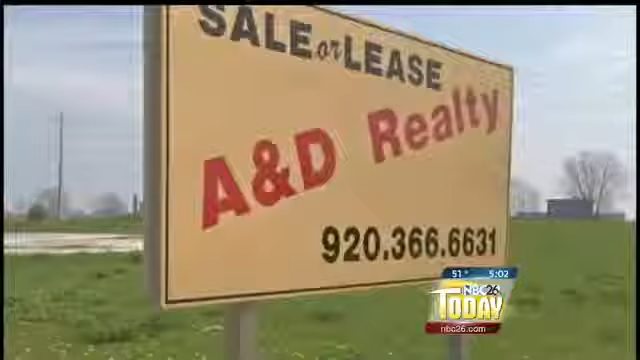 SALE or LEASE
A&D Realty
920.366.6631
51° 5:02
NBC26
TODAY
nbc26.com